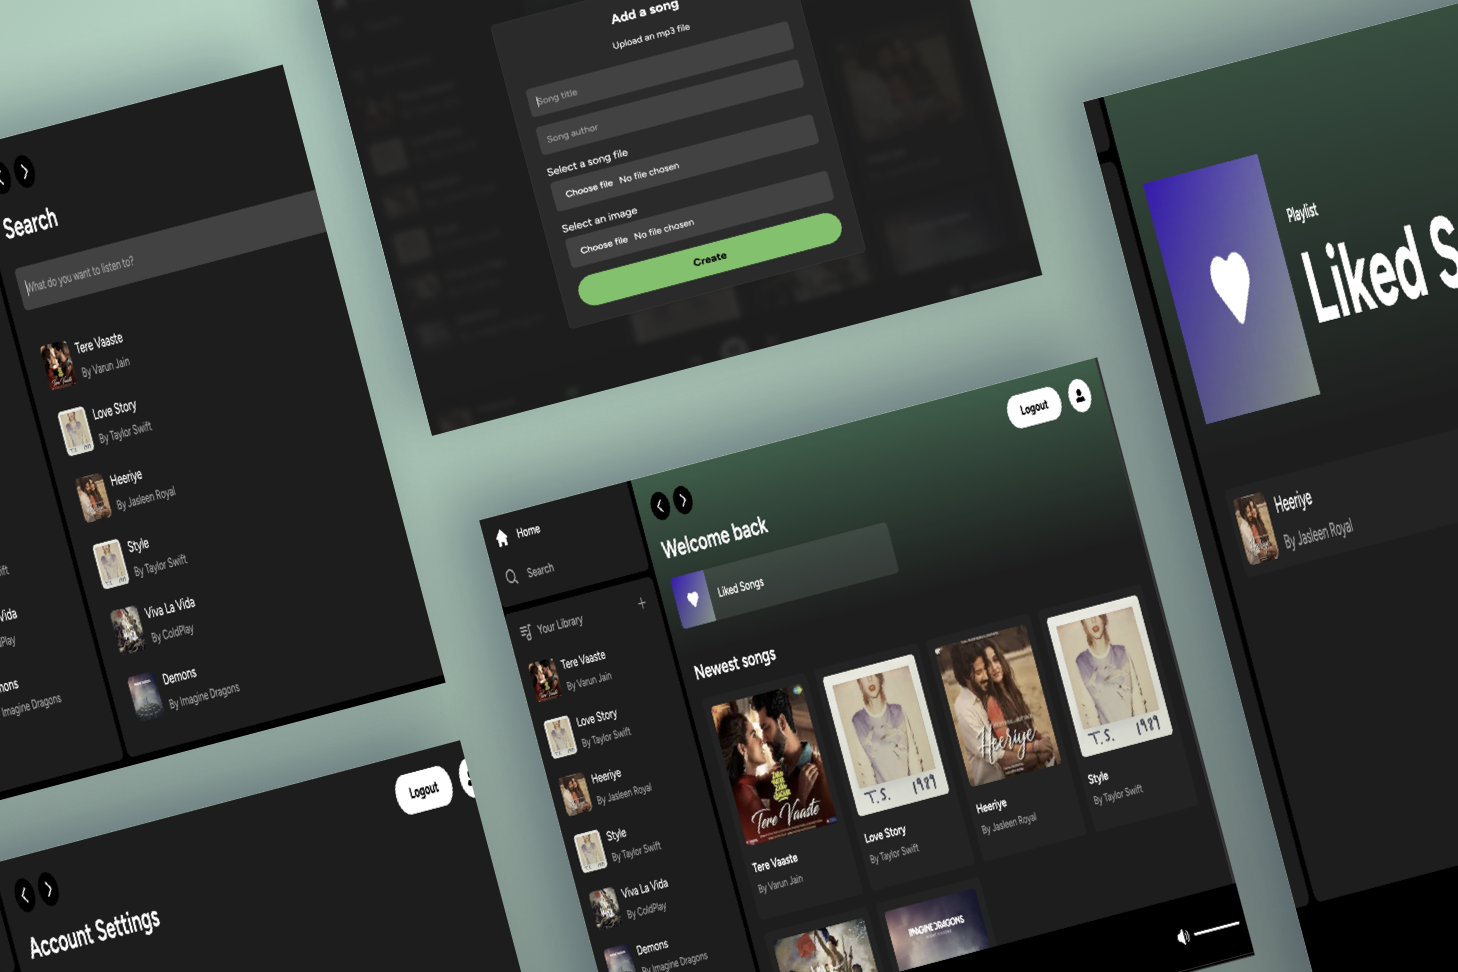 Search
What do you want to listen to?
Tere Vaaste
By Varun Jain
Love Story
By Taylor Swift
Heeriye
By Jasleen Royal
Style
By Taylor Swift
Viva La Vida
By ColdPlay
Demons
By Imagine Dragons
ift
Vida
dPlay
mons
Imagine Dragons
Add a song
Upload an mp3 file
Song title
Song author
Select a song file
Choose file No file chosen
Select an image
Choose file No file chosen
Create
Playlist
Liked S
Heeriye
By Jasleen Royal
Logout
Account Settings
Logout
Home
Search
Your Library
Tere Vaaste
By Varun Jain
Love Story
By Taylor Swift
Heeriye
By Jasleen Royal
Style
By Taylor Swift
Viva La Vida
By ColdPlay
Demons
By Imagine Dragons
Welcome back
Liked Songs
Newest songs
Tere Vaaste
Tere Vaaste
By Varun Jain
T.S. 1989
Love Story
By Taylor Swift
Heeriye
Heeriye
By Jasleen Royal
T.S. 1989
Style
By Taylor Swift
IMAGINE DRAGONS